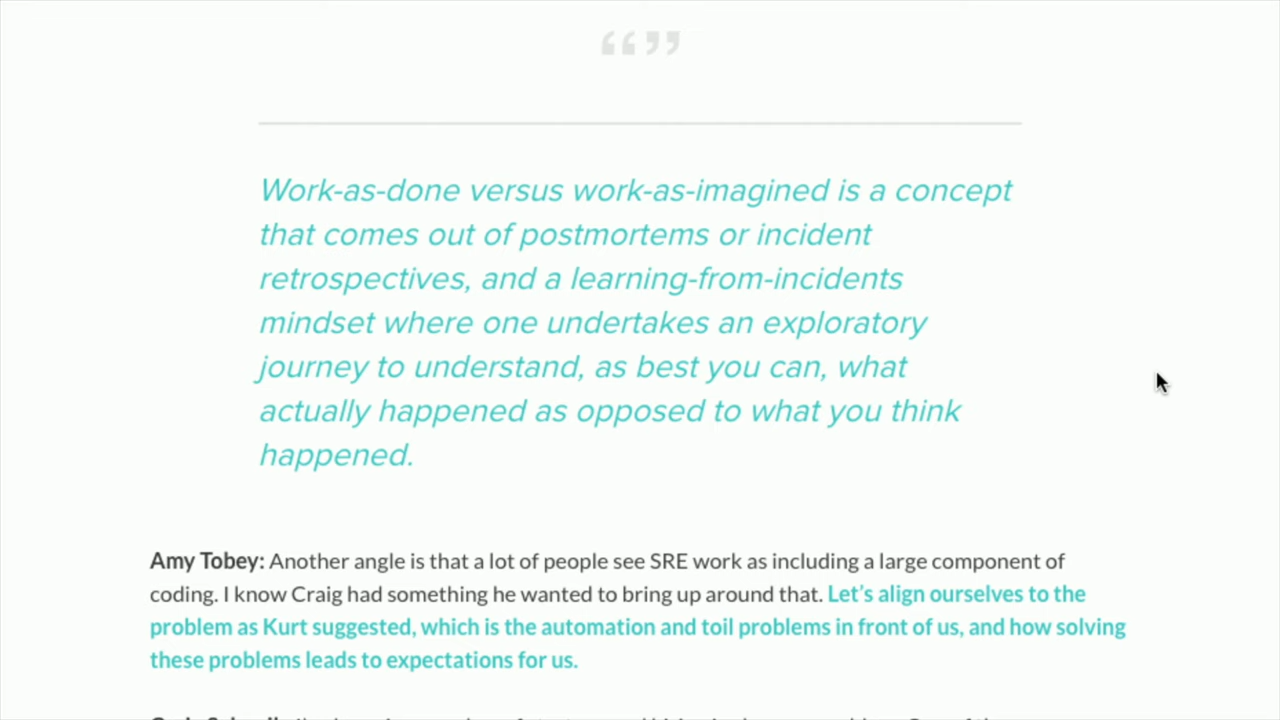 “”
Work-as-done versus work-as-imagined is a concept
that comes out of postmortems or incident
retrospectives, and a learning-from-incidents
mindset where one undertakes an exploratory
journey to understand, as best you can, what
actually happened as opposed to what you think
happened.
Amy Tobey: Another angle is that a lot of people see SRE work as including a large component of
coding. I know Craig had something he wanted to bring up around that. Let’s align ourselves to the
problem as Kurt suggested, which is the automation and toil problems in front of us, and how solving
these problems leads to expectations for us.